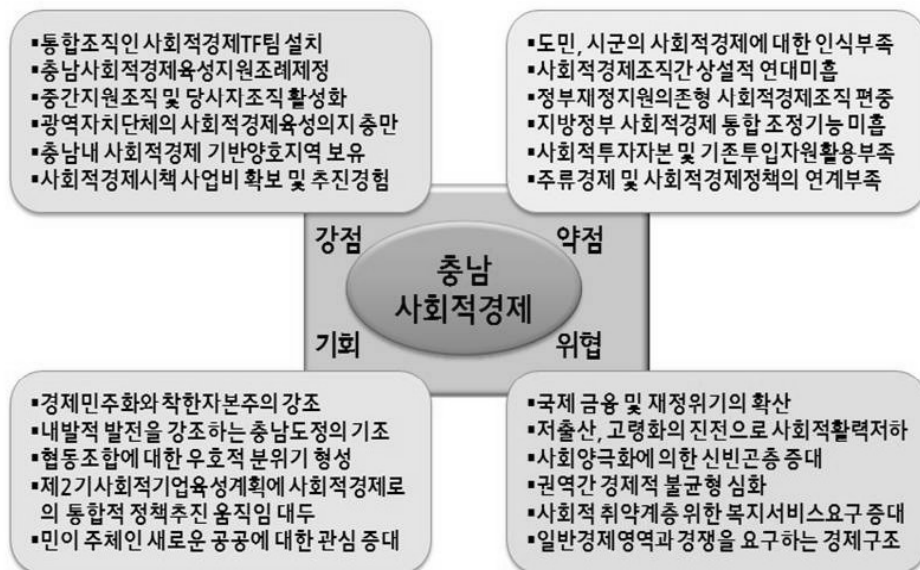 ▪통합조직인 사회적경제TF팀 설치
▪충남사회적경제육성지원조례제정
▪중간지원조직 및 당사자조직 활성화
▪광역자치단체의 사회적경제육성의지 충만
▪충남내 사회적경제 기반양호지역 보유
▪사회적경제시책 사업비 확보 및 추진경험
▪도민, 시군의 사회적경제에 대한 인식부족
▪사회적경제조직간 상설적 연대미흡
▪정부재정지원의존형 사회적경제조직 편중
▪지방정부 사회적경제 통합 조정기능 미흡
▪사회적투자자본 및 기존투입자원활용부족
▪주류경제 및 사회적경제정책의 연계부족
강점
약점
충남
사회적경제
기회
위협
▪경제민주화와 착한자본주의 강조
▪내발적 발전을 강조하는 충남도정의 기조
▪협동조합에 대한 우호적 분위기 형성
▪제2기사회적기업육성계획에 사회적경제로
의 통합적 정책추진 움직임 대두
▪민이 주체인 새로운 공공에 대한 관심 증대
▪국제 금융 및 재정위기의 확산
▪저출산, 고령화의 진전으로 사회적활력저하
▪사회양극화에 의한 신빈곤층 증대
▪권역간 경제적 불균형 심화
▪사회적 취약계층 위한 복지서비스요구 증대
▪일반경제영역과 경쟁을 요구하는 경제구조